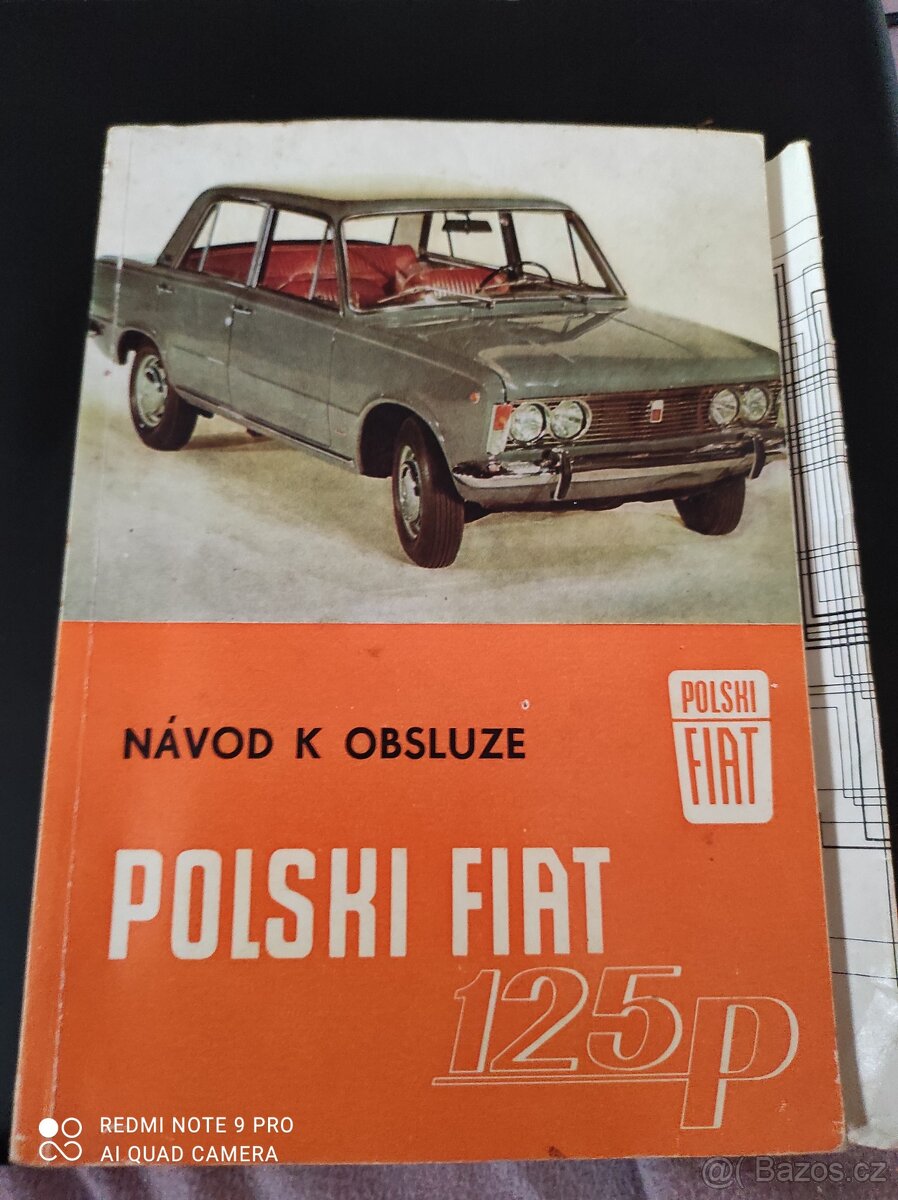 NÁVOD K OBSLUZE
POLSKI
FIAT
POLSKI FIAT
125p
REDMI NOTE 9 PRO
AI QUAD CAMERA
@ Bazos.cz